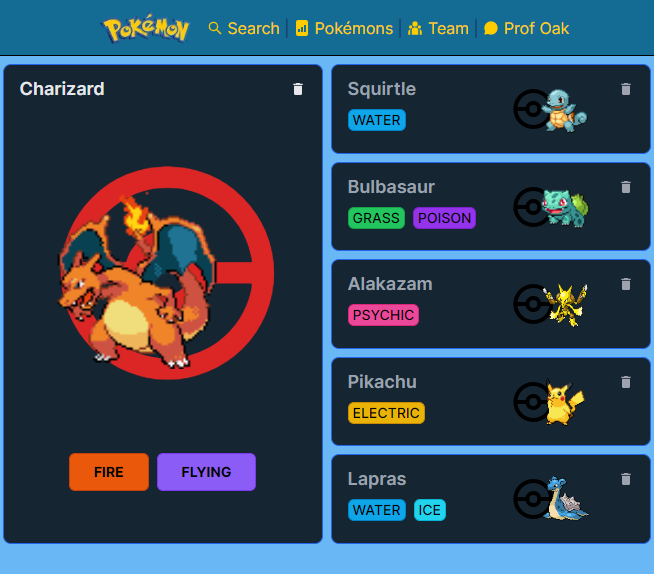 POKéMON Search Pokémons Team Prof Oak
Charizard
FIRE FLYING
Squirtle
WATER
Bulbasaur
GRASS POISON
Alakazam
PSYCHIC
Pikachu
ELECTRIC
Lapras
WATER ICE